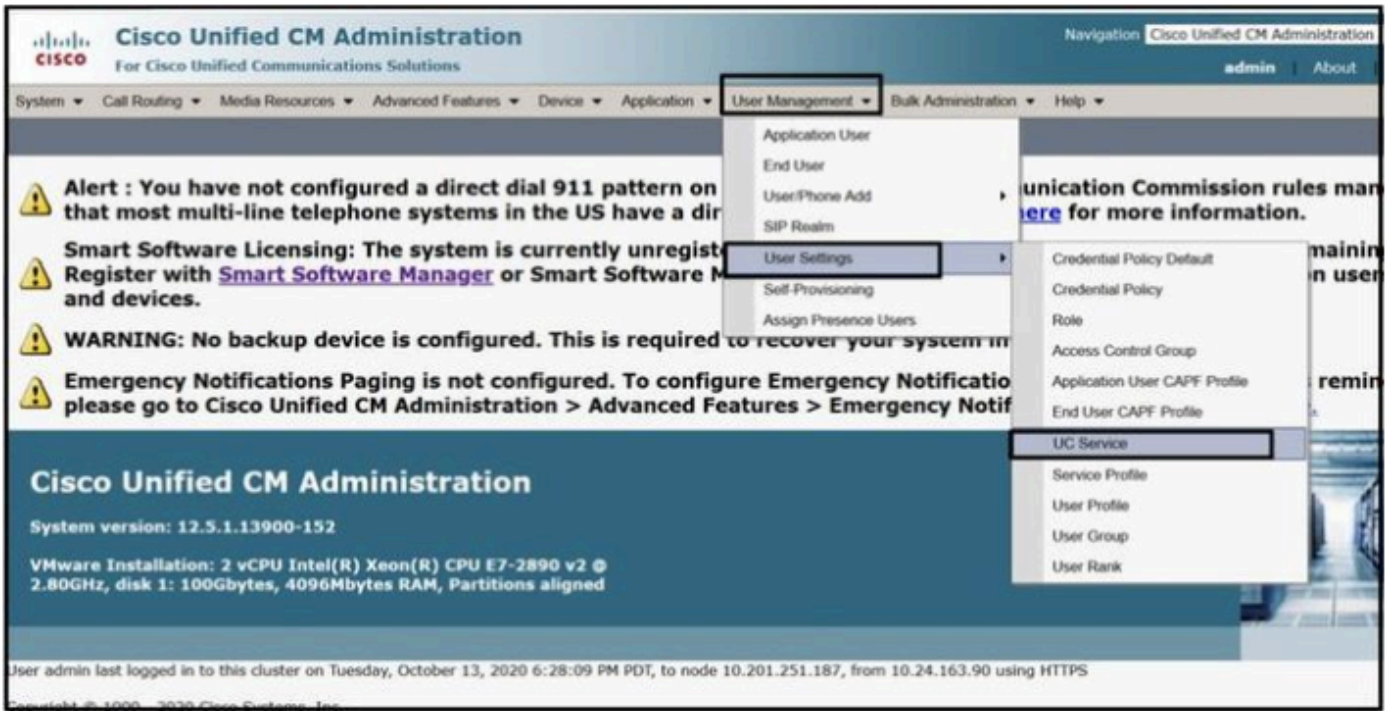 Cisco Unified CM Administration
Navigation Cisco Unified CM Administration
CISCO
For Cisco Unified Communications Solutions
admin About
System Call Routing Media Resources Advanced Features Device Application User Management Bulk Administration Help
Application User
End User
User/Phone Add
SIP Realm
User Settings
Self-Provisioning
Assign Presence Users
Credential Policy Default
Credential Policy
Role
Access Control Group
Application User CAPF Profile
End User CAPF Profile
UC Service
Service Profile
User Profile
User Group
User Rank
Alert : You have not configured a direct dial 911 pattern on unication Commission rules man
that most multi-line telephone systems in the US have a dir ere for more information.
Smart Software Licensing: The system is currently unregiste maining
Register with Smart Software Manager or Smart Software M n user
and devices.
WARNING: No backup device is configured. This is required to recover your system in
Emergency Notifications Paging is not configured. To configure Emergency Notificatio remin
please go to Cisco Unified CM Administration > Advanced Features > Emergency Notif
Cisco Unified CM Administration
System version: 12.5.1.13900-152
VMware Installation: 2 vCPU Intel(R) Xeon(R) CPU E7-2890 v2 @
2.80GHz, disk 1: 100Gbytes, 4096Mbytes RAM, Partitions aligned
User admin last logged in to this cluster on Tuesday, October 13, 2020 6:28:09 PM PDT, to node 10.201.251.187, from 10.24.163.90 using HTTPS
Copyright © 1999 - 2020 Cisco Systems, Inc.